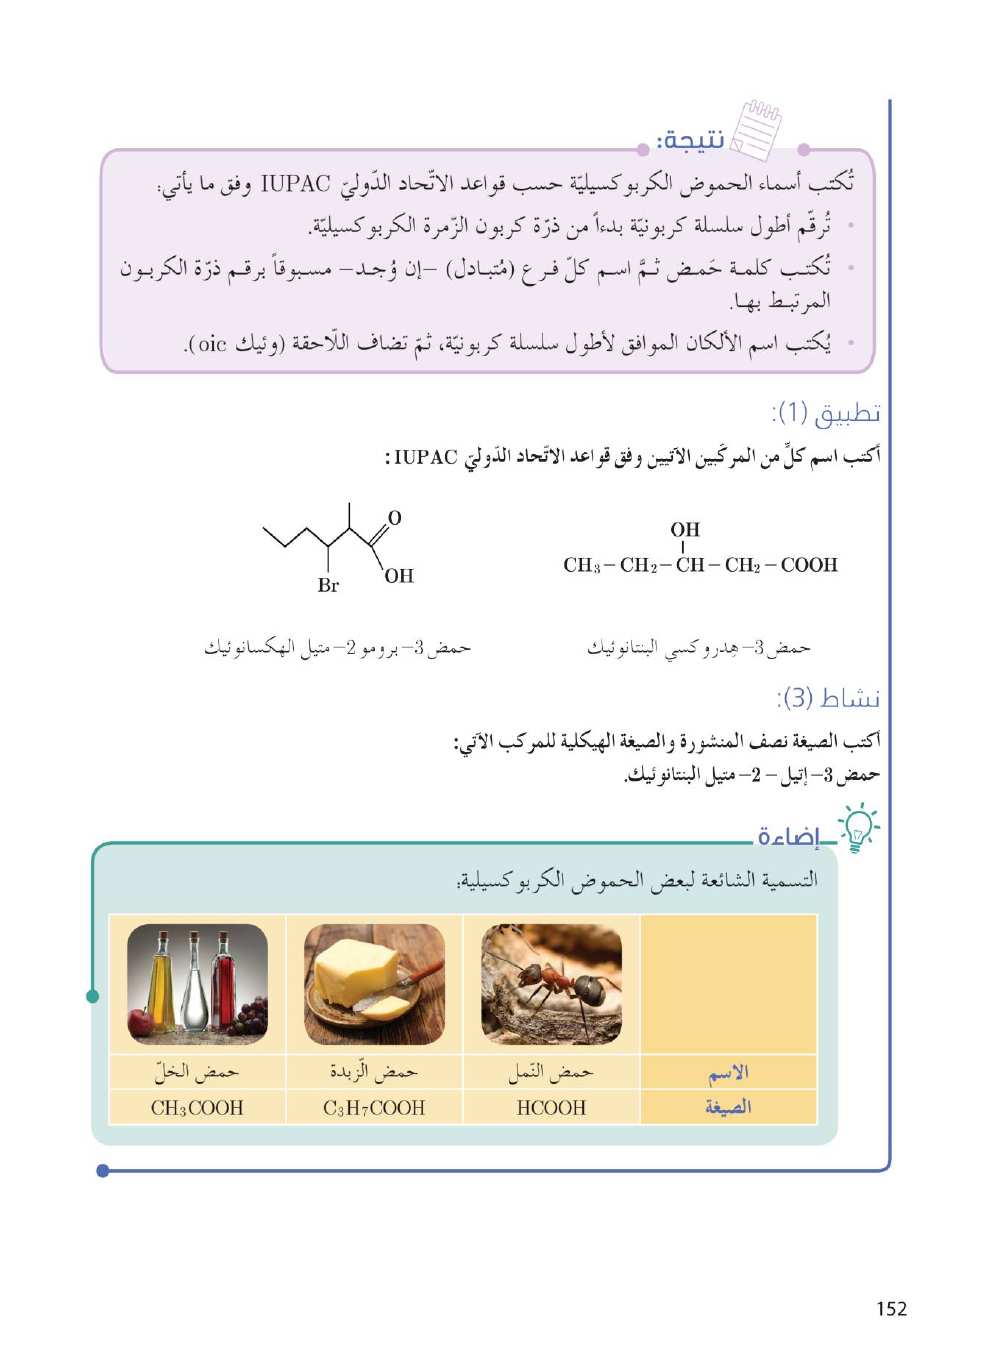 نتيجة:
تُكتب أسماء الحموض الكربوكسيليّة حسب قواعد الاتّحاد الدّوليّ IUPAC وفق ما يأتي:
• تُرقّم أطول سلسلة كربونيّة بدءاً من ذرّة كربون الزّمرة الكربوكسيليّة.
• تُكتب كلمة حَمض ثمَّ اسم كلّ فرع (مُتبادل) –إن وُجد– مسبوقاً برقم ذرّة الكربون
المرتبط بها.
• يُكتب اسم الألكان الموافق لأطول سلسلة كربونيّة، ثمّ تضاف اللّاحقة (وئيك oic).
تطبيق (1):
أكتب اسم كلٍّ من المركّبين الآتيين وفق قواعد الاتّحاد الدّوليّ IUPAC:
OH
CH₃ – CH₂ – CH – CH₂ – COOH
O
OH
Br
حمض 3– هِدروكسي البنتانوئيك
حمض 3– برومو 2– متيل الهكسانوئيك
نشاط (3):
أكتب الصيغة نصف المنشورة والصيغة الهيكلية للمركب الآتي:
حمض 3– إتيل – 2– متيل البنتانوئيك.
إضاءة
التسمية الشائعة لبعض الحموض الكربوكسيلية:
الاسم حمض النّمل حمض الزّبدة حمض الخلّ
الصيغة HCOOH C₃H₇COOH CH₃COOH
152